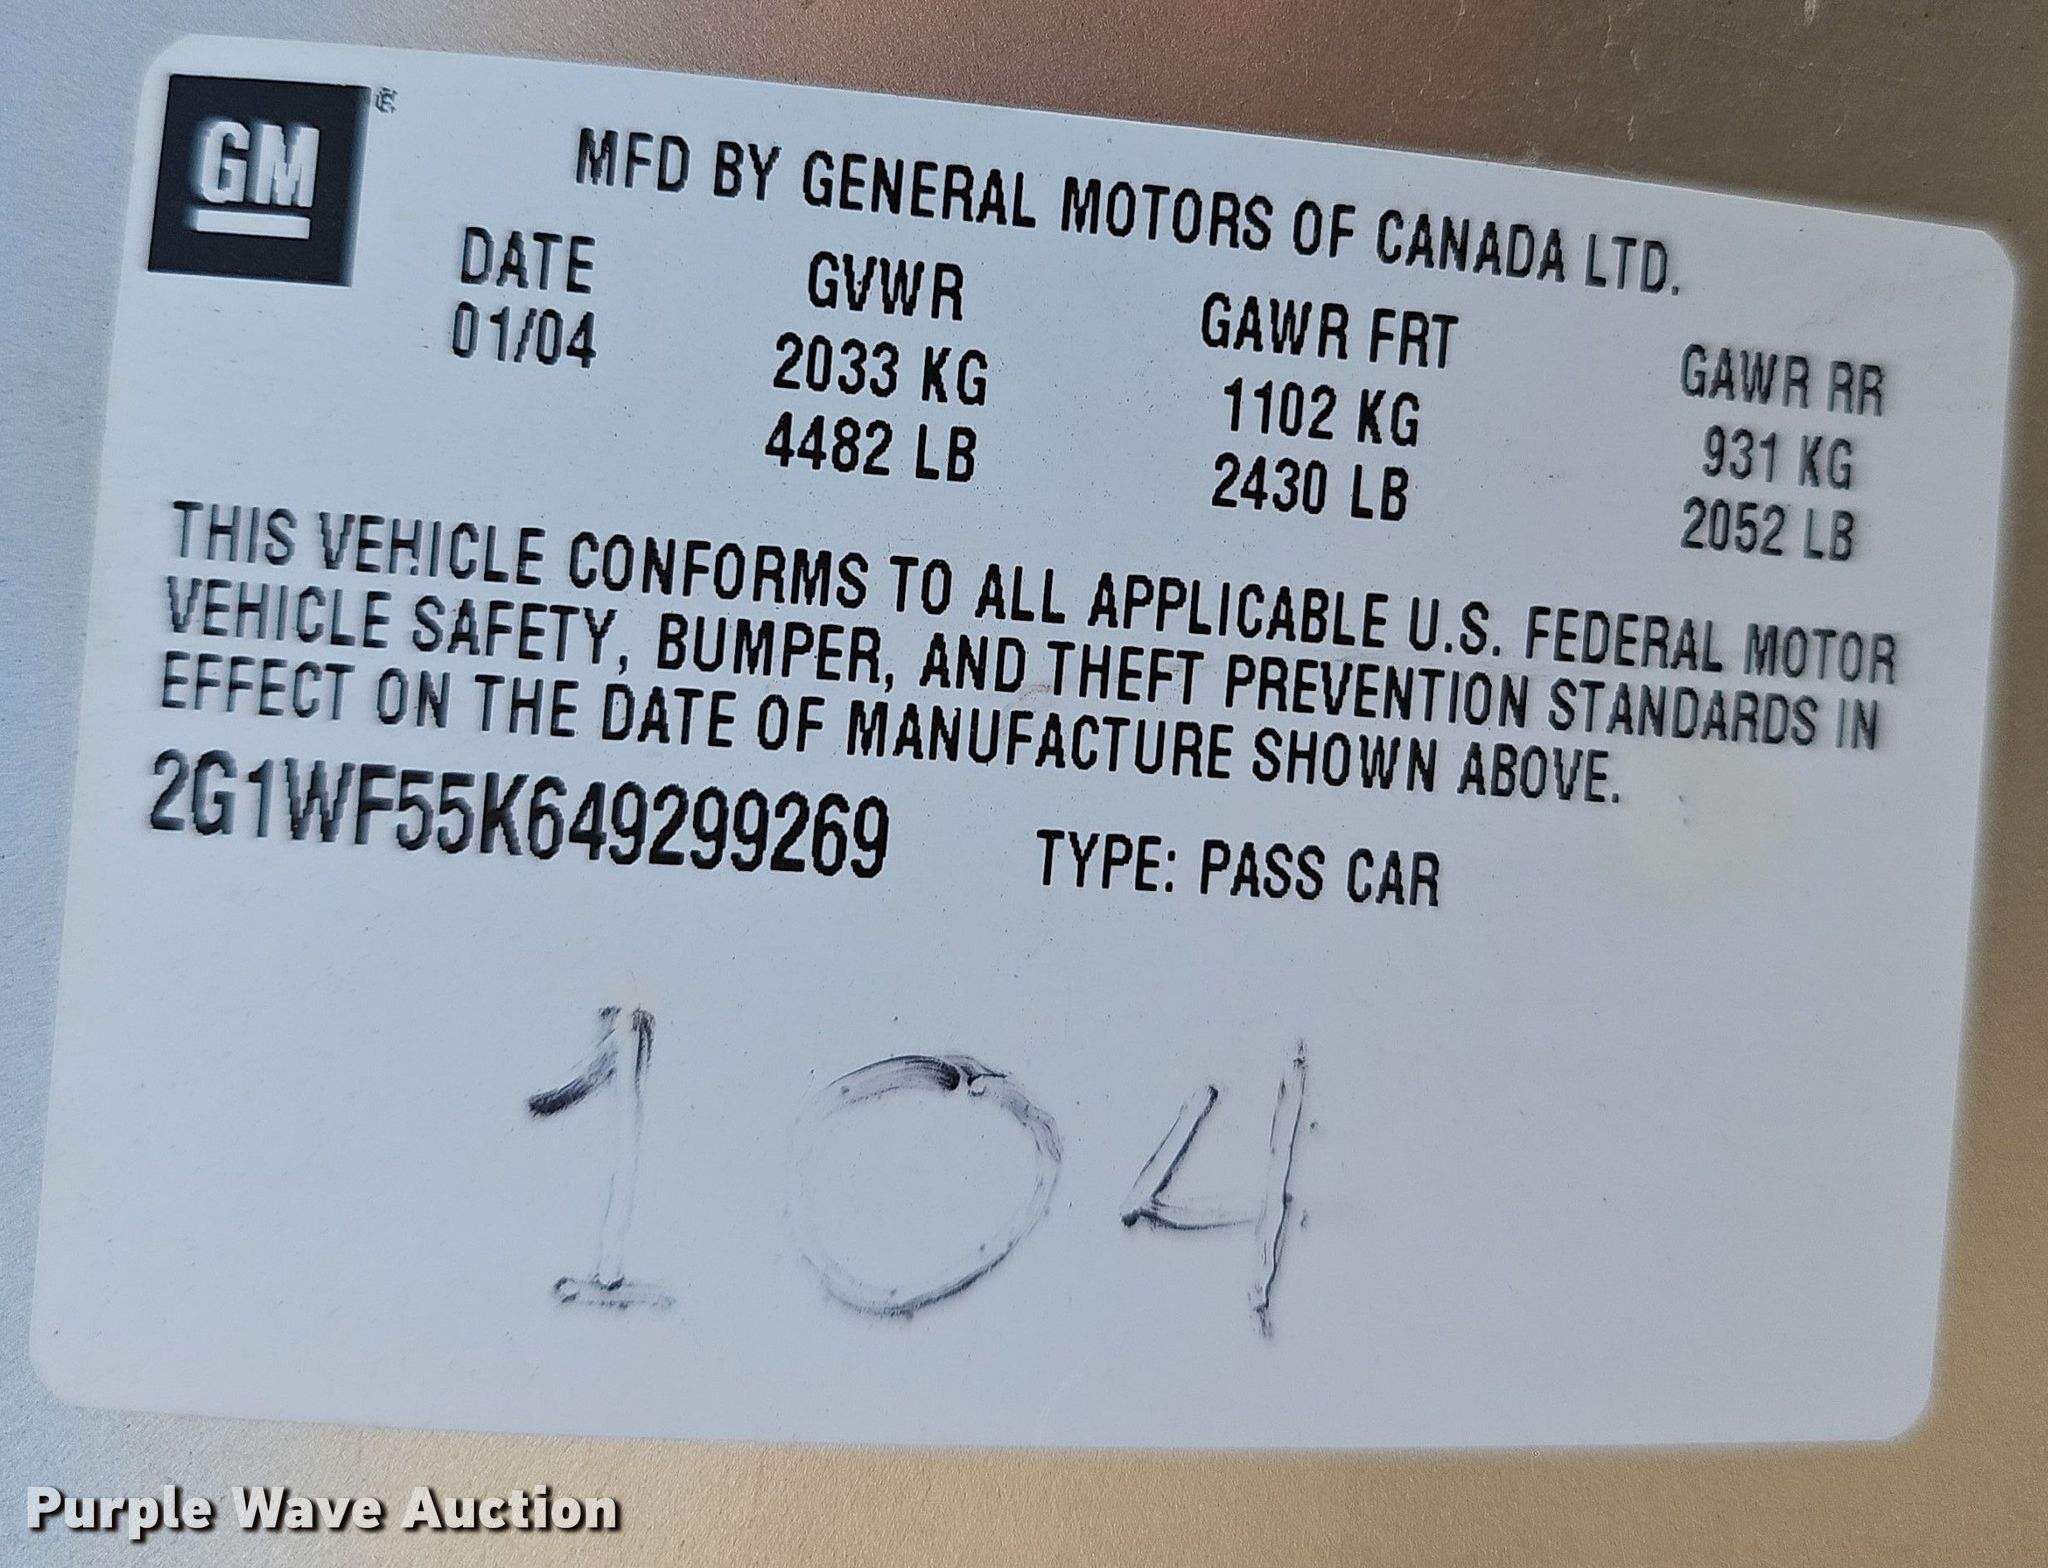 GM
MFD BY GENERAL MOTORS OF CANADA LTD.
DATE GVWR GAWR FRT GAWR RR
01/04 2033 KG 1102 KG 931 KG
4482 LB 2430 LB 2052 LB
THIS VEHICLE CONFORMS TO ALL APPLICABLE U.S. FEDERAL MOTOR
VEHICLE SAFETY, BUMPER, AND THEFT PREVENTION STANDARDS IN
EFFECT ON THE DATE OF MANUFACTURE SHOWN ABOVE.
2G1WF55K649299269 TYPE: PASS CAR
104
Purple Wave Auction